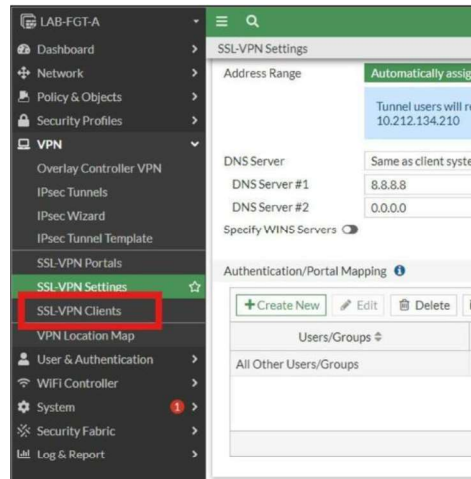 LAB-FGT-A
Dashboard
Network
Policy & Objects
Security Profiles
VPN
Overlay Controller VPN
IPsec Tunnels
IPsec Wizard
IPsec Tunnel Template
SSL-VPN Portals
SSL-VPN Settings
SSL-VPN Clients
VPN Location Map
User & Authentication
WiFi Controller
System 1
Security Fabric
Log & Report
SSL-VPN Settings
Address Range Automatically assig
Tunnel users will r
10.212.134.210
DNS Server Same as client syste
DNS Server #1 8.8.8.8
DNS Server #2 0.0.0.0
Specify WINS Servers
Authentication/Portal Mapping
+ Create New Edit Delete
Users/Groups
All Other Users/Groups